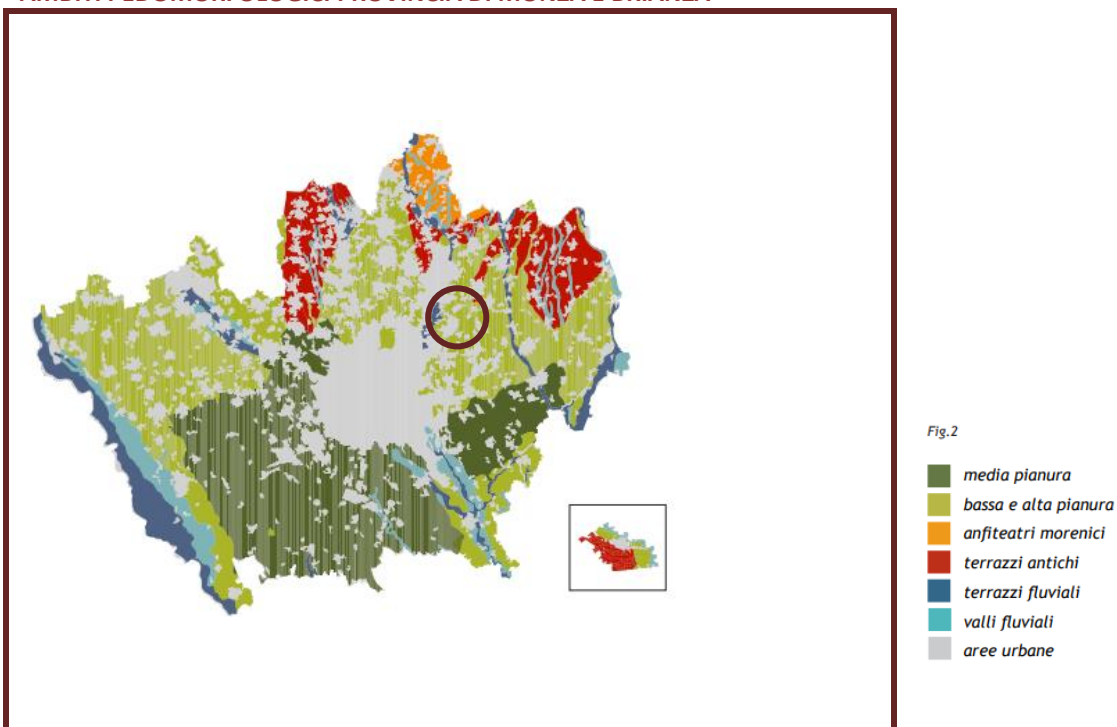 Fig.2
media pianura
bassa e alta pianura
anfiteatri morenici
terrazzi antichi
terrazzi fluviali
valli fluviali
aree urbane